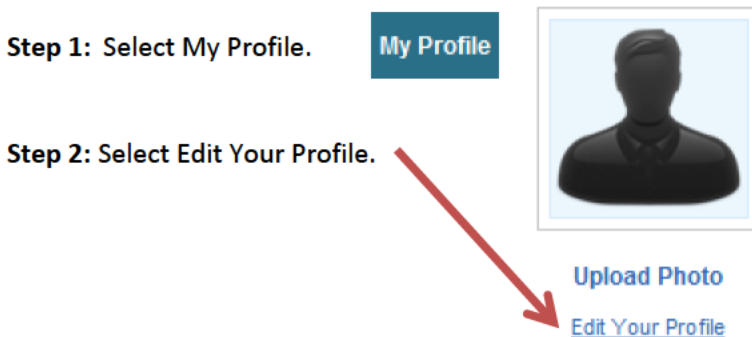 Step 1: Select My Profile.
My Profile
Step 2: Select Edit Your Profile.
Upload Photo
Edit Your Profile